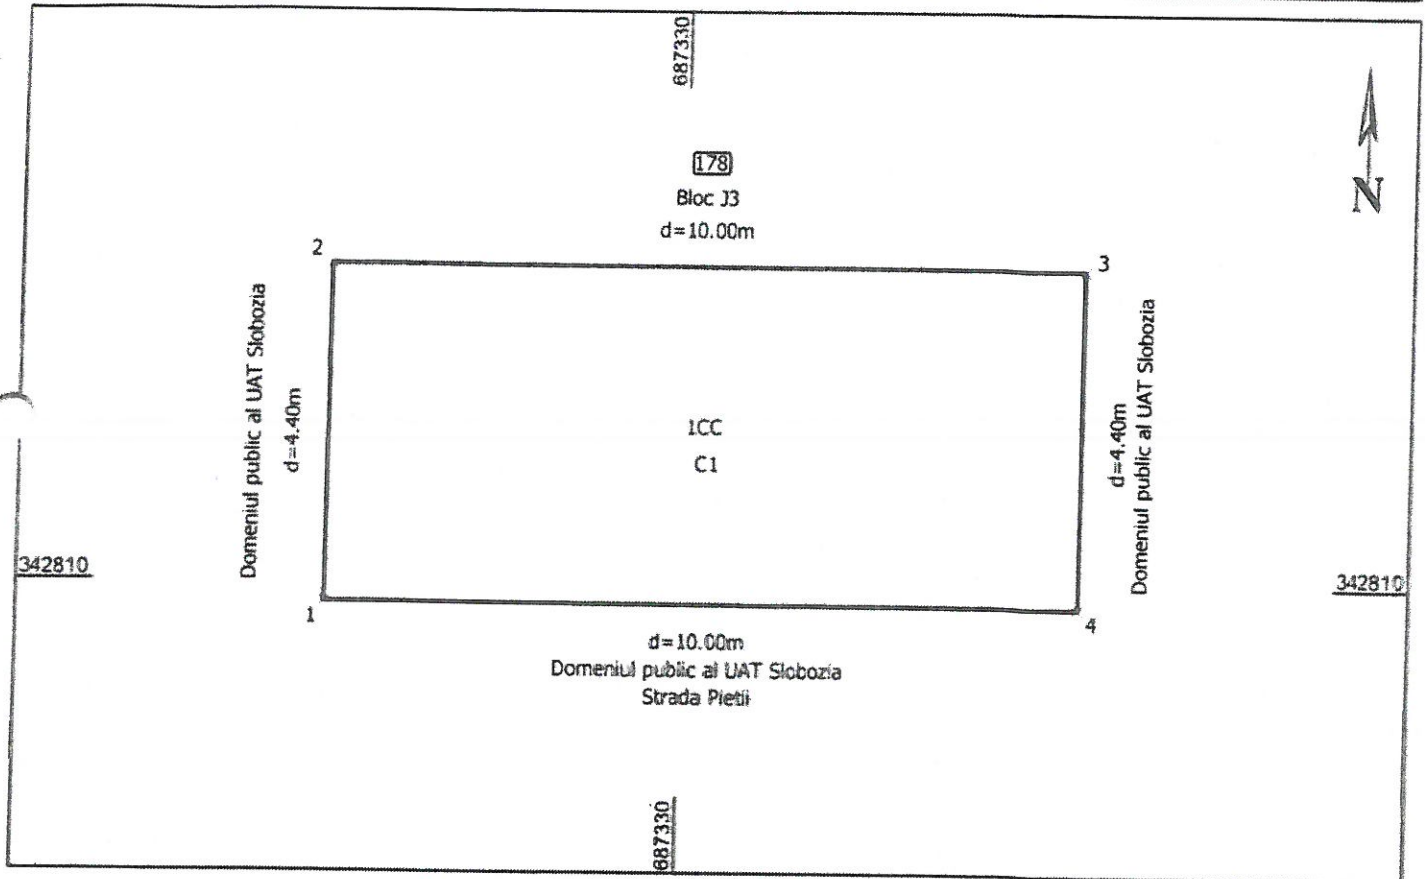 687330
178
Bloc J3
d=10.00m
N
2
3
Domeniul public al UAT Slobozia
d=4.40m
1CC
C1
d=4.40m
Domeniul public al UAT Slobozia
342810
342810
1
4
d=10.00m
Domeniul public al UAT Slobozia
Strada Pietii
687330